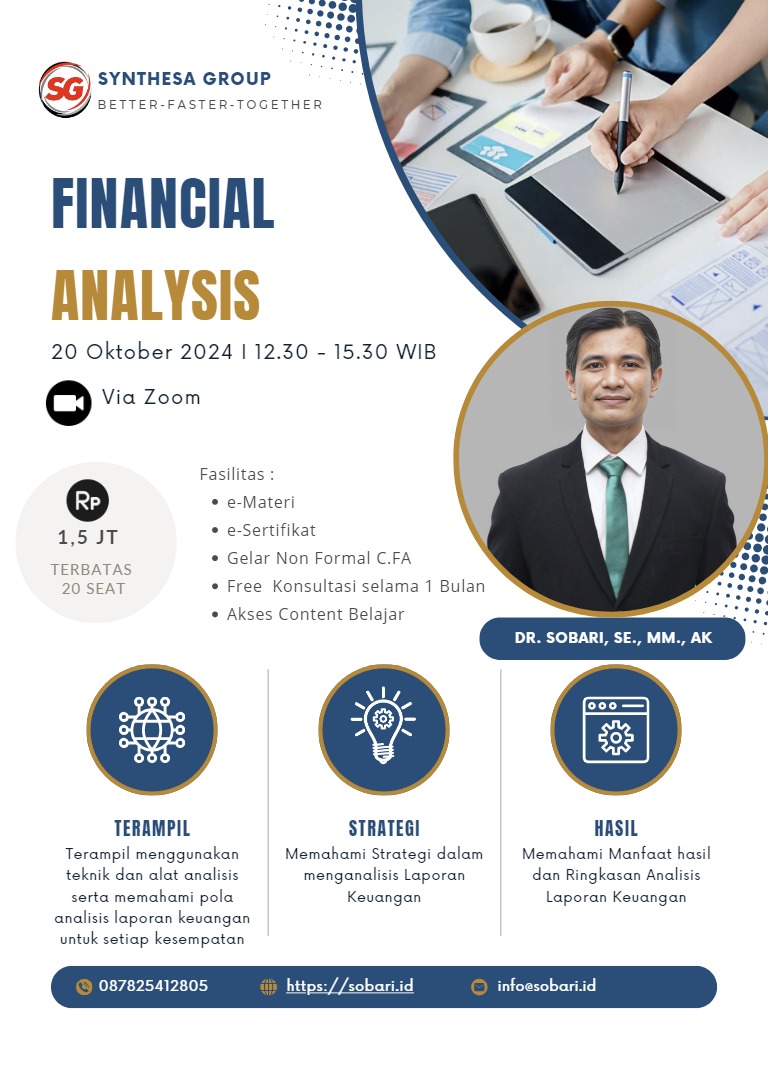 SG SYNTHESA GROUP
BETTER-FASTER-TOGETHER
FINANCIAL
ANALYSIS
20 Oktober 2024 | 12.30 - 15.30 WIB
Via Zoom
Rp
1,5 JT
TERBATAS
20 SEAT
Fasilitas :
• e-Materi
• e-Sertifikat
• Gelar Non Formal C.FA
• Free Konsultasi selama 1 Bulan
• Akses Content Belajar
DR. SOBARI, SE., MM., AK
TERAMPIL
Terampil menggunakan
teknik dan alat analisis
serta memahami pola
analisis laporan keuangan
untuk setiap kesempatan
STRATEGI
Memahami Strategi dalam
menganalisis Laporan
Keuangan
HASIL
Memahami Manfaat hasil
dan Ringkasan Analisis
Laporan Keuangan
087825412805
https://sobari.id
info@sobari.id